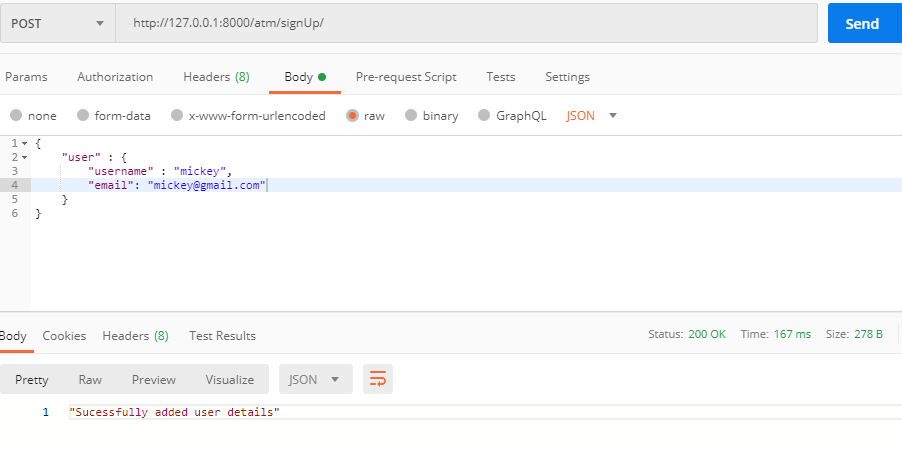 POST http://127.0.0.1:8000/atm/signUp/ Send
Params Authorization Headers (8) Body Pre-request Script Tests Settings
none form-data x-www-form-urlencoded raw binary GraphQL JSON
1 {
2 "user" : {
3 "username" : "mickey",
4 "email": "mickey@gmail.com"
5 }
6 }
Body Cookies Headers (8) Test Results Status: 200 OK Time: 167 ms Size: 278 B
Pretty Raw Preview Visualize JSON
1 "Sucessfully added user details"